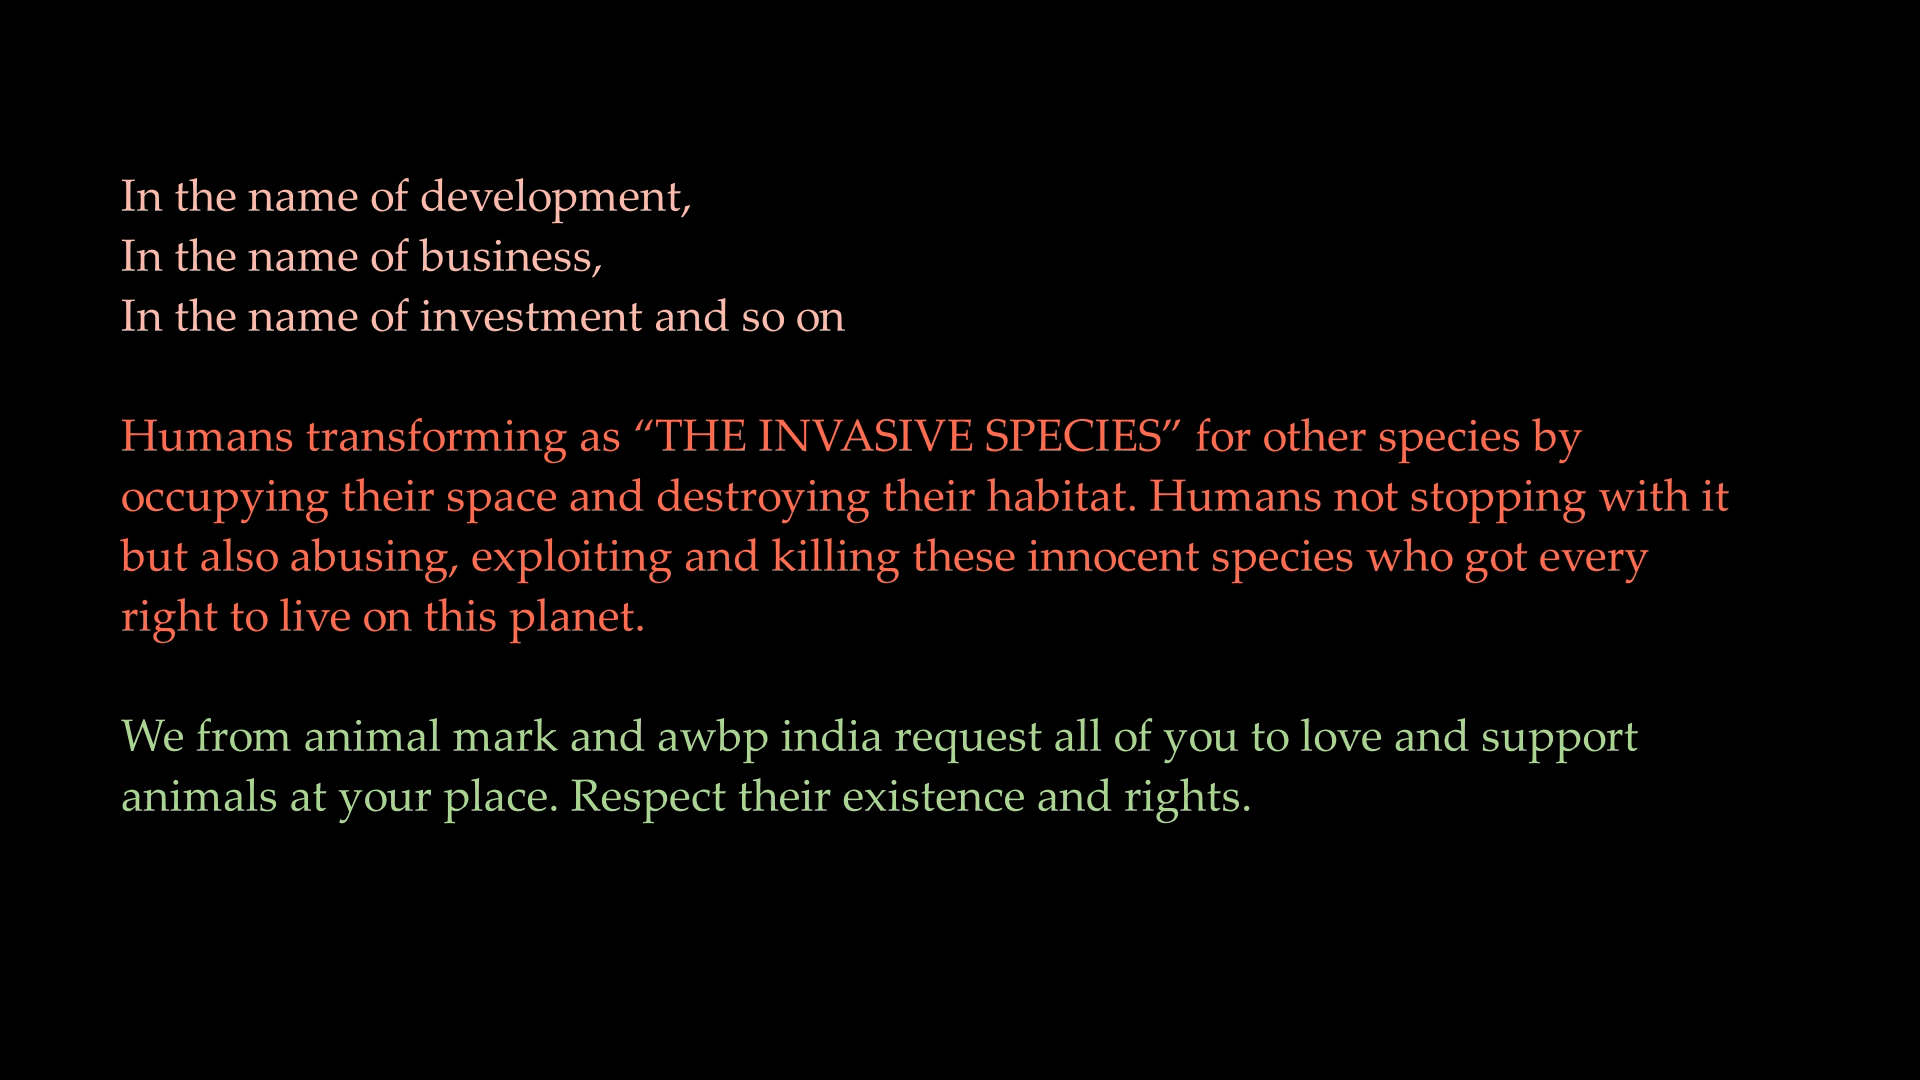 In the name of development,
In the name of business,
In the name of investment and so on
Humans transforming as “THE INVASIVE SPECIES” for other species by
occupying their space and destroying their habitat. Humans not stopping with it
but also abusing, exploiting and killing these innocent species who got every
right to live on this planet.
We from animal mark and awbp india request all of you to love and support
animals at your place. Respect their existence and rights.